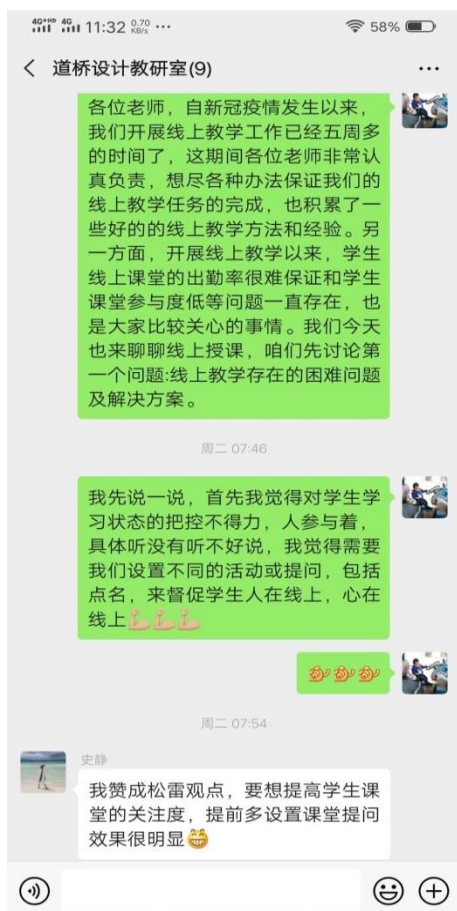 4G+HD 4G 11:32 0.70 KB/s ··· 58%
道桥设计教研室(9)
各位老师，自新冠疫情发生以来，
我们开展线上教学工作已经五周多
的时间了，这期间各位老师非常认
真负责，想尽各种办法保证我们的
线上教学任务的完成，也积累了一
些好的的线上教学方法和经验。另
一方面，开展线上教学以来，学生
线上课堂的出勤率很难保证和学生
课堂参与度低等问题一直存在，也
是大家比较关心的事情。我们今天
也来聊聊线上授课，咱们先讨论第
一个问题:线上教学存在的困难问题
及解决方案。
周二 07:46
我先说一说，首先我觉得对学生学
习状态的把控不得力，人参与着，
具体听没有听不好说，我觉得需要
我们设置不同的活动或提问，包括
点名，来督促学生人在线上，心在
线上💪💪💪
周二 07:54
史静
我赞成松雷观点，要想提高学生课
堂的关注度，提前多设置课堂提问
效果很明显😁